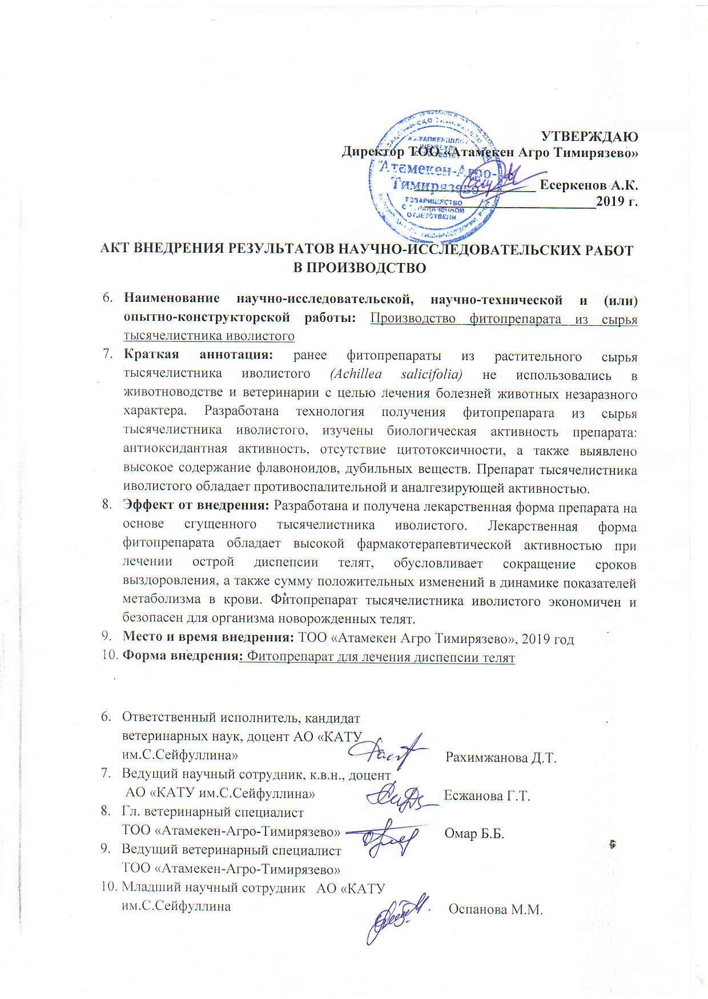 УТВЕРЖДАЮ
Директор ТОО «Атамекен Агро Тимирязево»
"Атамекен-Агро-
Тимирязево
ТОВАРИЩЕСТВО
Есеркенов А.К.
2019 г.
АКТ ВНЕДРЕНИЯ РЕЗУЛЬТАТОВ НАУЧНО-ИССЛЕДОВАТЕЛЬСКИХ РАБОТ
В ПРОИЗВОДСТВО
6. Наименование научно-исследовательской, научно-технической и (или)
опытно-конструкторской работы: Производство фитопрепарата из сырья
тысячелистника иволистого
7. Краткая аннотация: ранее фитопрепараты из растительного сырья
тысячелистника иволистого (Achillea salicifolia) не использовались в
животноводстве и ветеринарии с целью лечения болезней животных незаразного
характера. Разработана технология получения фитопрепарата из сырья
тысячелистника иволистого, изучены биологическая активность препарата:
антиоксидантная активность, отсутствие цитотоксичности, а также выявлено
высокое содержание флавоноидов, дубильных веществ. Препарат тысячелистника
иволистого обладает противоспалительной и аналгезирующей активностью.
8. Эффект от внедрения: Разработана и получена лекарственная форма препарата на
основе сгущенного тысячелистника иволистого. Лекарственная форма
фитопрепарата обладает высокой фармакотерапевтической активностью при
лечении острой диспепсии телят, обусловливает сокращение сроков
выздоровления, а также сумму положительных изменений в динамике показателей
метаболизма в крови. Фитопрепарат тысячелистника иволистого экономичен и
безопасен для организма новорожденных телят.
9. Место и время внедрения: ТОО «Атамекен Агро Тимирязево», 2019 год
10. Форма внедрения: Фитопрепарат для лечения диспепсии телят
6. Ответственный исполнитель, кандидат
ветеринарных наук, доцент АО «КАТУ
им.С.Сейфуллина» Рахимжанова Д.Т.
7. Ведущий научный сотрудник, к.в.н., доцент
АО «КАТУ им.С.Сейфуллина» Есжанова Г.Т.
8. Гл. ветеринарный специалист
ТОО «Атамекен-Агро-Тимирязево» Омар Б.Б.
9. Ведущий ветеринарный специалист
ТОО «Атамекен-Агро-Тимирязево»
10. Младший научный сотрудник АО «КАТУ
им.С.Сейфуллина Оспанова М.М.